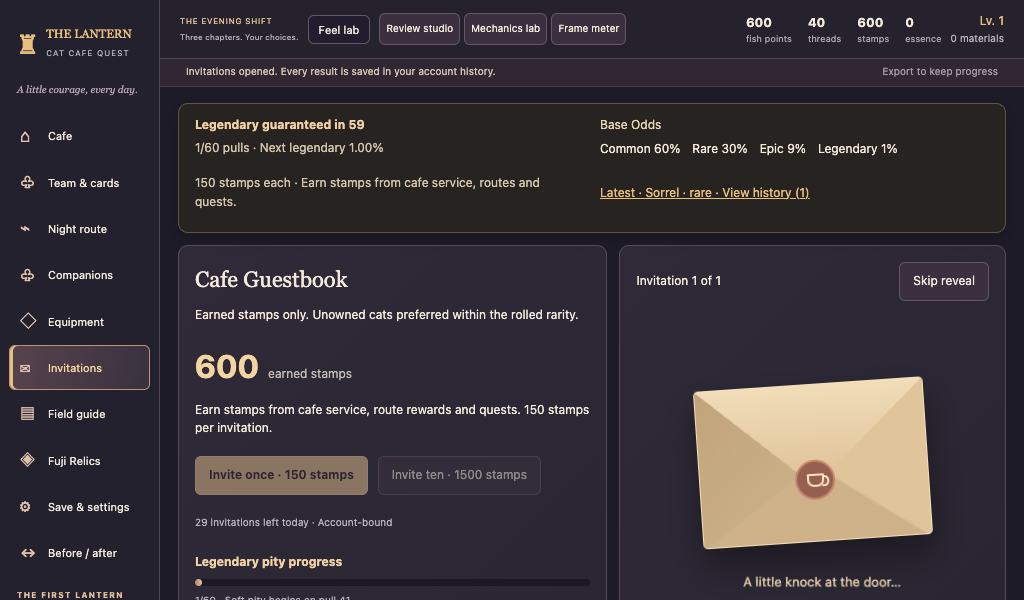 THE LANTERN
CAT CAFE QUEST
A little courage, every day.
Cafe
Team & cards
Night route
Companions
Equipment
Invitations
Field guide
Fuji Relics
Save & settings
Before / after
THE FIRST LANTERN
THE EVENING SHIFT
Three chapters. Your choices.
Feel lab
Review studio
Mechanics lab
Frame meter
600
fish points
40
threads
600
stamps
0
essence
Lv. 1
0 materials
Invitations opened. Every result is saved in your account history.
Export to keep progress
Legendary guaranteed in 59
1/60 pulls · Next legendary 1.00%
150 stamps each · Earn stamps from cafe service, routes and
quests.
Base Odds
Common 60% Rare 30% Epic 9% Legendary 1%
Latest · Sorrel · rare · View history (1)
Cafe Guestbook
Earned stamps only. Unowned cats preferred within the rolled rarity.
600 earned stamps
Earn stamps from cafe service, route rewards and quests. 150 stamps
per invitation.
Invite once · 150 stamps
Invite ten · 1500 stamps
29 invitations left today · Account-bound
Legendary pity progress
1/60 · Soft pity begins on pull 41
Invitation 1 of 1
Skip reveal
A little knock at the door...